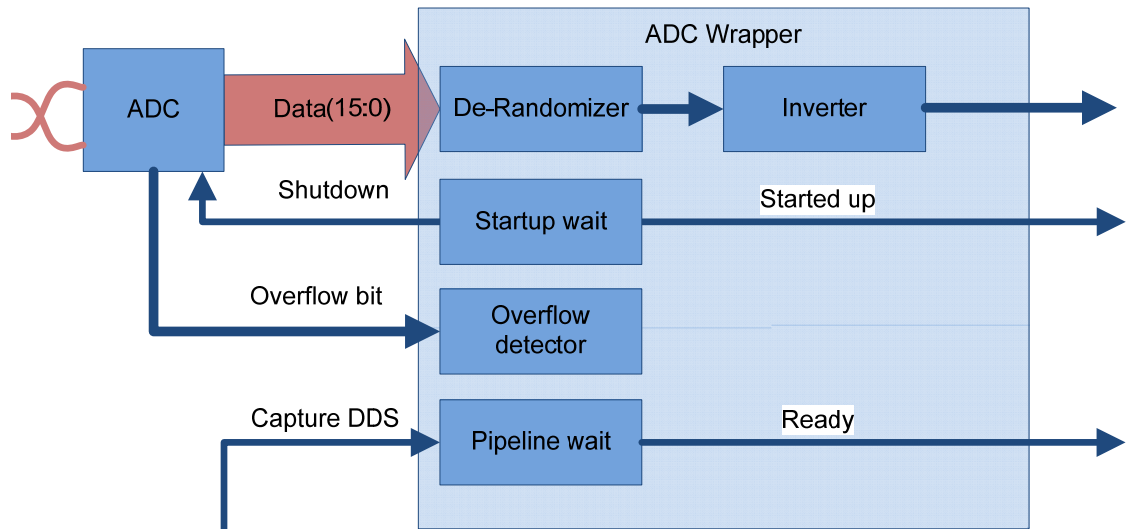 ADC Wrapper
ADC
Data(15:0)
De-Randomizer
Inverter
Shutdown
Startup wait
Started up
Overflow bit
Overflow
detector
Capture DDS
Pipeline wait
Ready